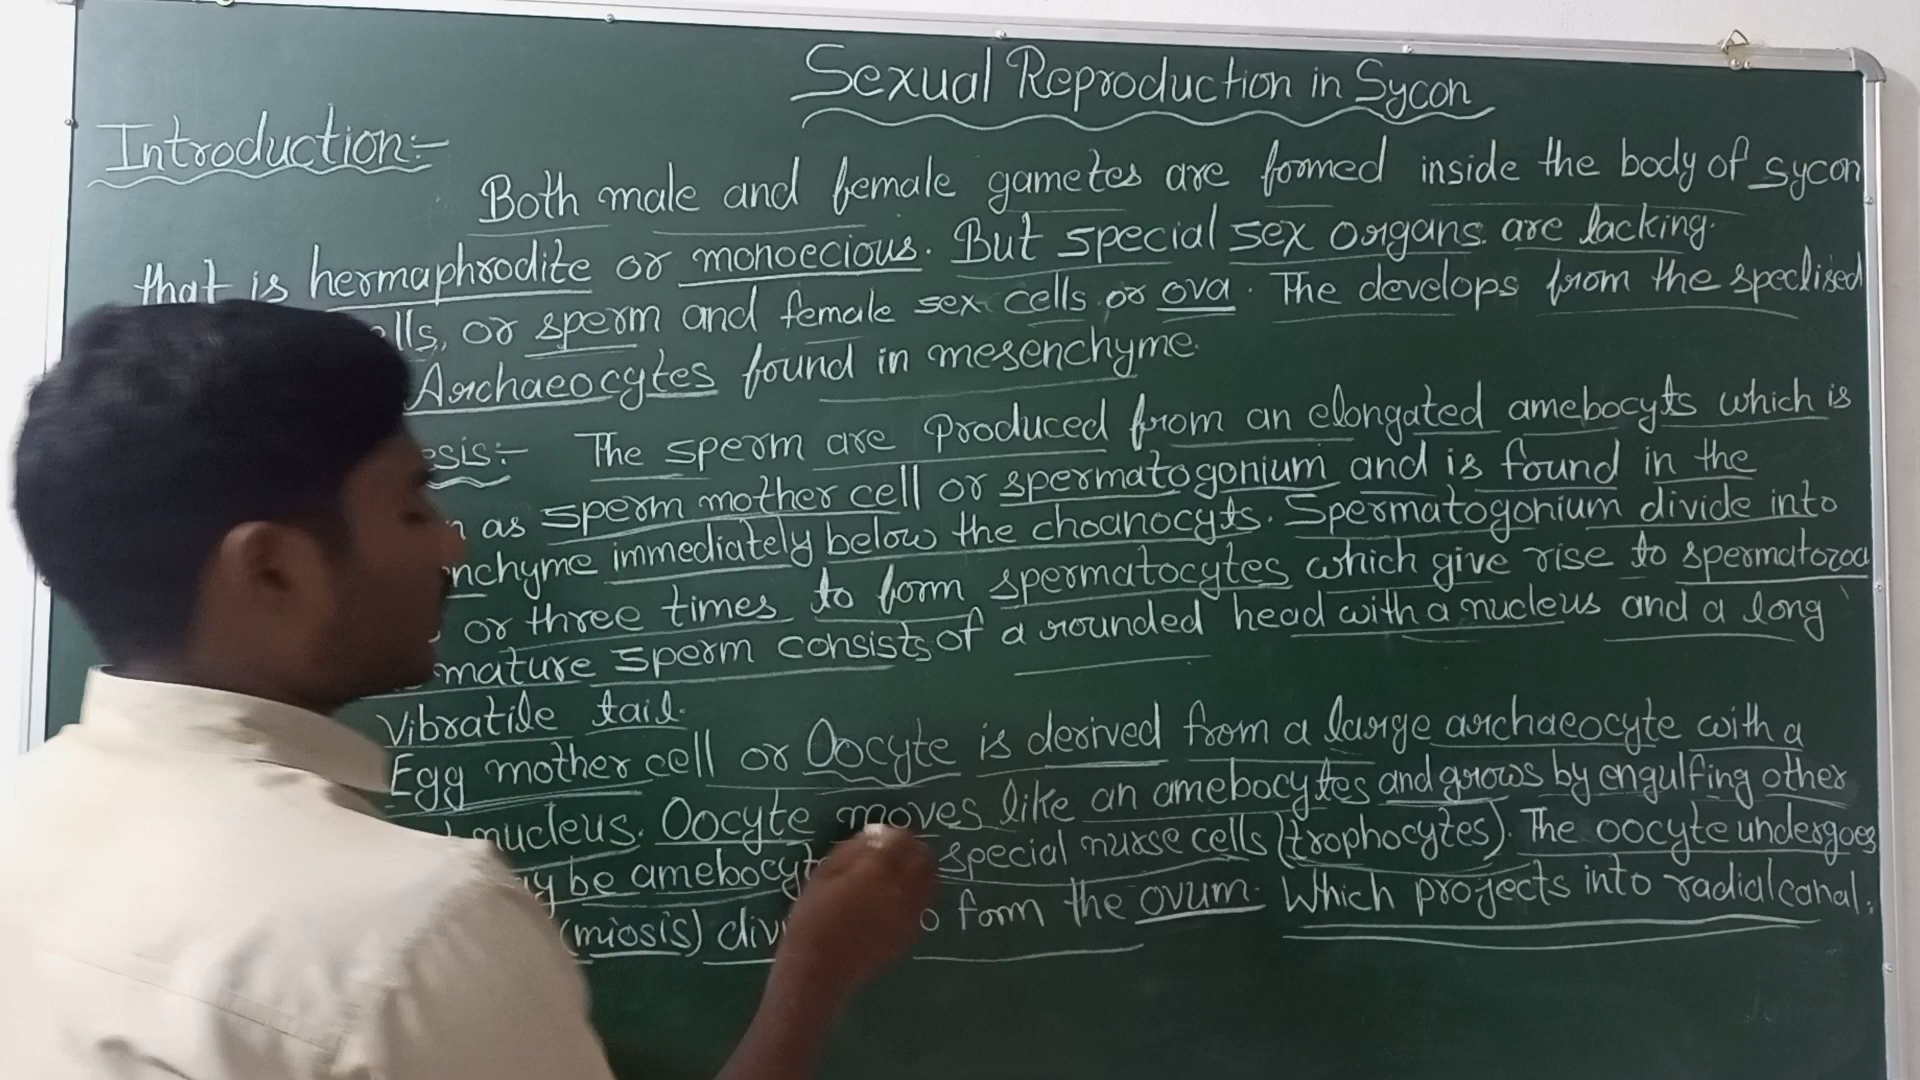 Sexual Reproduction in Sycon
Introduction:-
Both male and female gametes are formed inside the body of sycon
that is hermaphrodite or monoecious. But special sex organs are lacking.
or sperm and female sex cells or ova. The develops from the speclised
Archaeocytes found in mesenchyme.
The sperm are produced from an elongated amebocyts which is
as sperm mother cell or spermatogonium and is found in the
immediately below the choanocyts. Spermatogonium divide into
or three times to form spermatocytes which give rise to spermatozoa
mature sperm consists of a rounded head with a nucleus and a long
Vibratile tail.
Egg mother cell or Oocyte is derived from a large archaeocyte with a
nucleus. Oocyte moves like an amebocytes and grows by engulfing other
be special nurse cells (trophocytes). The oocyte undergoes
(miosis) form the ovum. Which projects into radial canal.